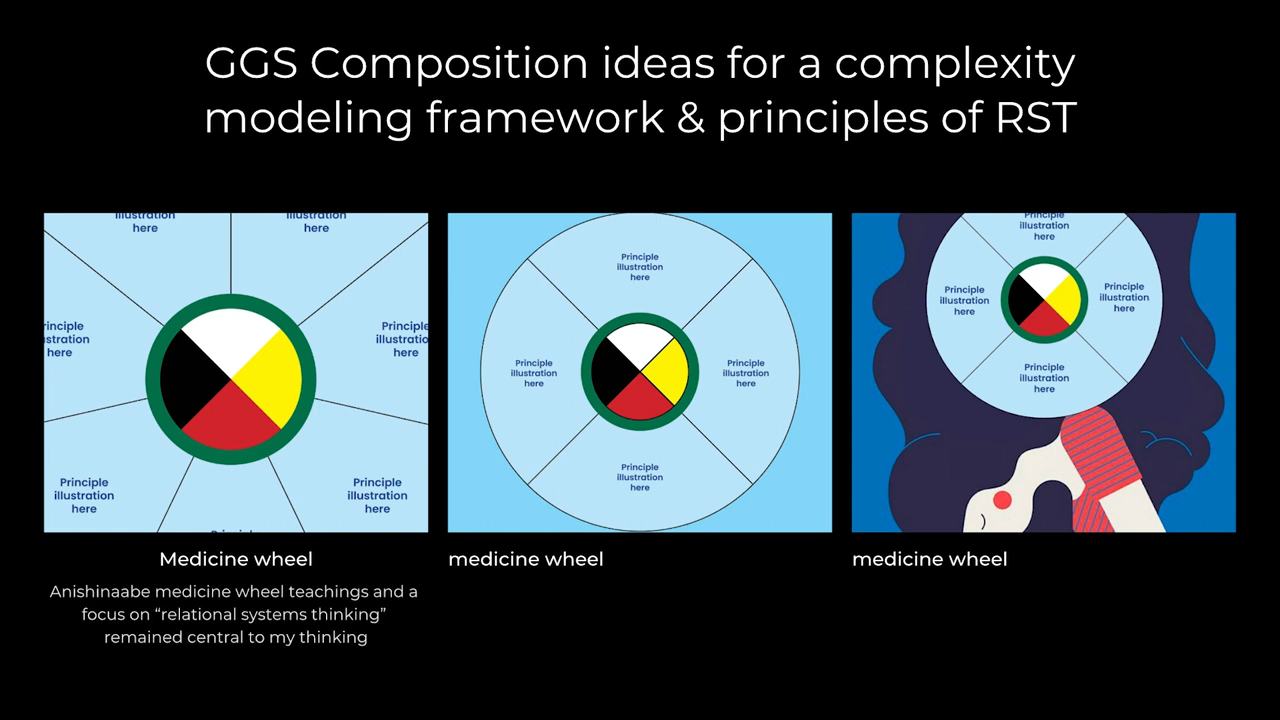 GGS Composition ideas for a complexity
modeling framework & principles of RST
illustration
here
illustration
here
Principle
illustration
here
Principle
illustration
here
Principle
illustration
here
Principle
illustration
here
Principle
illustration
here
Principle
illustration
here
Principle
illustration
here
Principle
illustration
here
Principle
illustration
here
Principle
illustration
here
Principle
illustration
here
Principle
illustration
here
Medicine wheel
medicine wheel
medicine wheel
Anishinaabe medicine wheel teachings and a
focus on “relational systems thinking”
remained central to my thinking